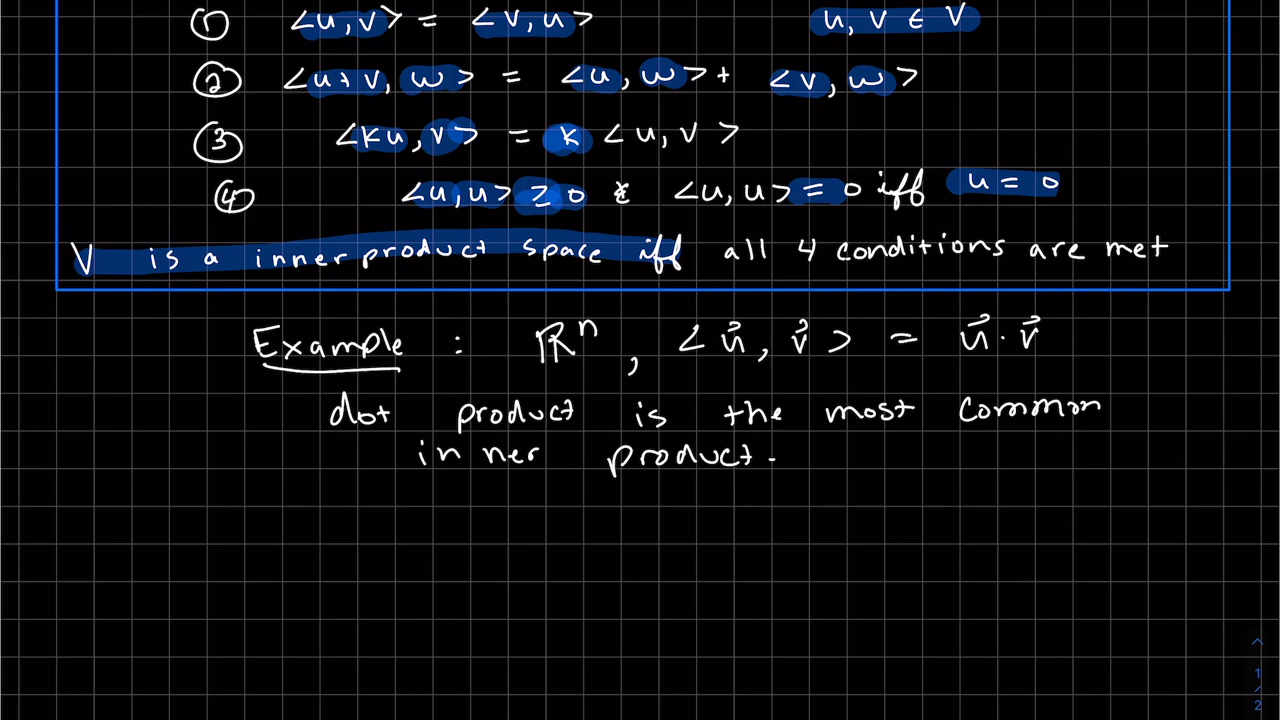 ① <u, v> = <v, u> u, v ∈ V
② <u+v, w> = <u, w> + <v, w>
③ <ku, v> = k <u, v>
④ <u, u> ≥ 0 & <u, u> = 0 iff u = 0
V is a inner product space iff all 4 conditions are met
Example : ℝⁿ, <u⃗, v⃗> = u⃗ · v⃗
dot product is the most common
inner product.
1
/
2